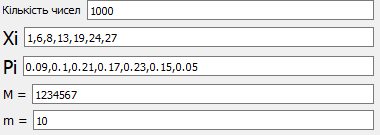 Кількість чисел 1000
Xi 1,6,8,13,19,24,27
Pi 0.09,0.1,0.21,0.17,0.23,0.15,0.05
M = 1234567
m = 10